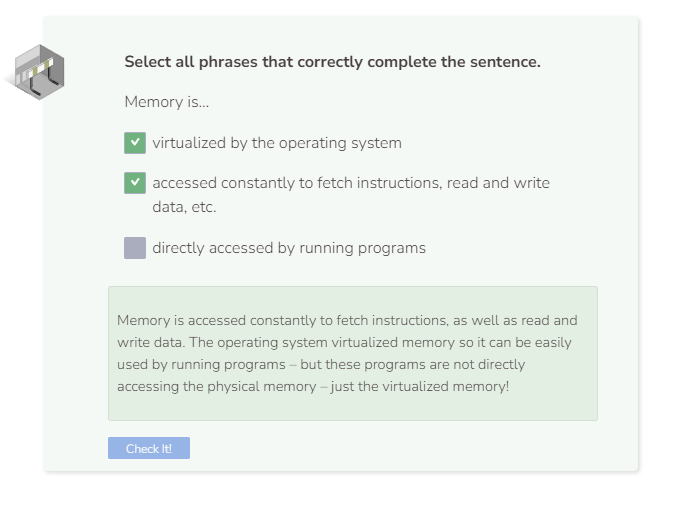 Select all phrases that correctly complete the sentence.
Memory is...
virtualized by the operating system
accessed constantly to fetch instructions, read and write
data, etc.
directly accessed by running programs
Memory is accessed constantly to fetch instructions, as well as read and
write data. The operating system virtualized memory so it can be easily
used by running programs – but these programs are not directly
accessing the physical memory – just the virtualized memory!
Check It!